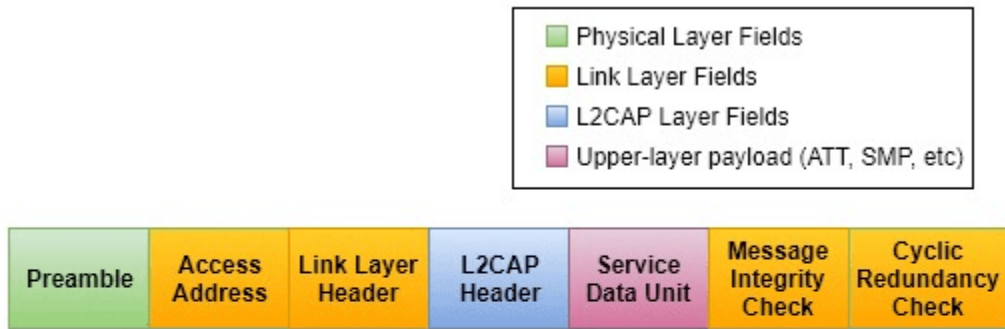 Physical Layer Fields
Link Layer Fields
L2CAP Layer Fields
Upper-layer payload (ATT, SMP, etc)
Preamble
Access
Address
Link Layer
Header
L2CAP
Header
Service
Data Unit
Message
Integrity
Check
Cyclic
Redundancy
Check